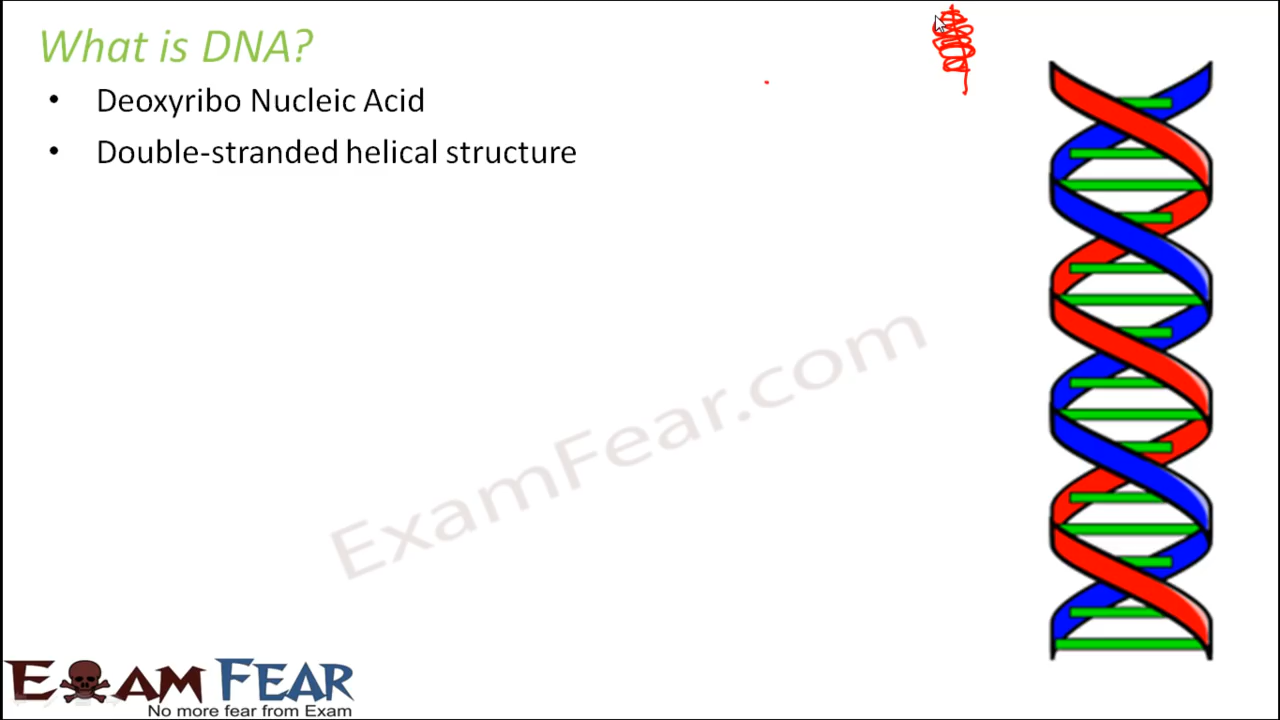 What is DNA?
• Deoxyribo Nucleic Acid
• Double-stranded helical structure
ExamFear.com
EXAM FEAR
No more fear from Exam